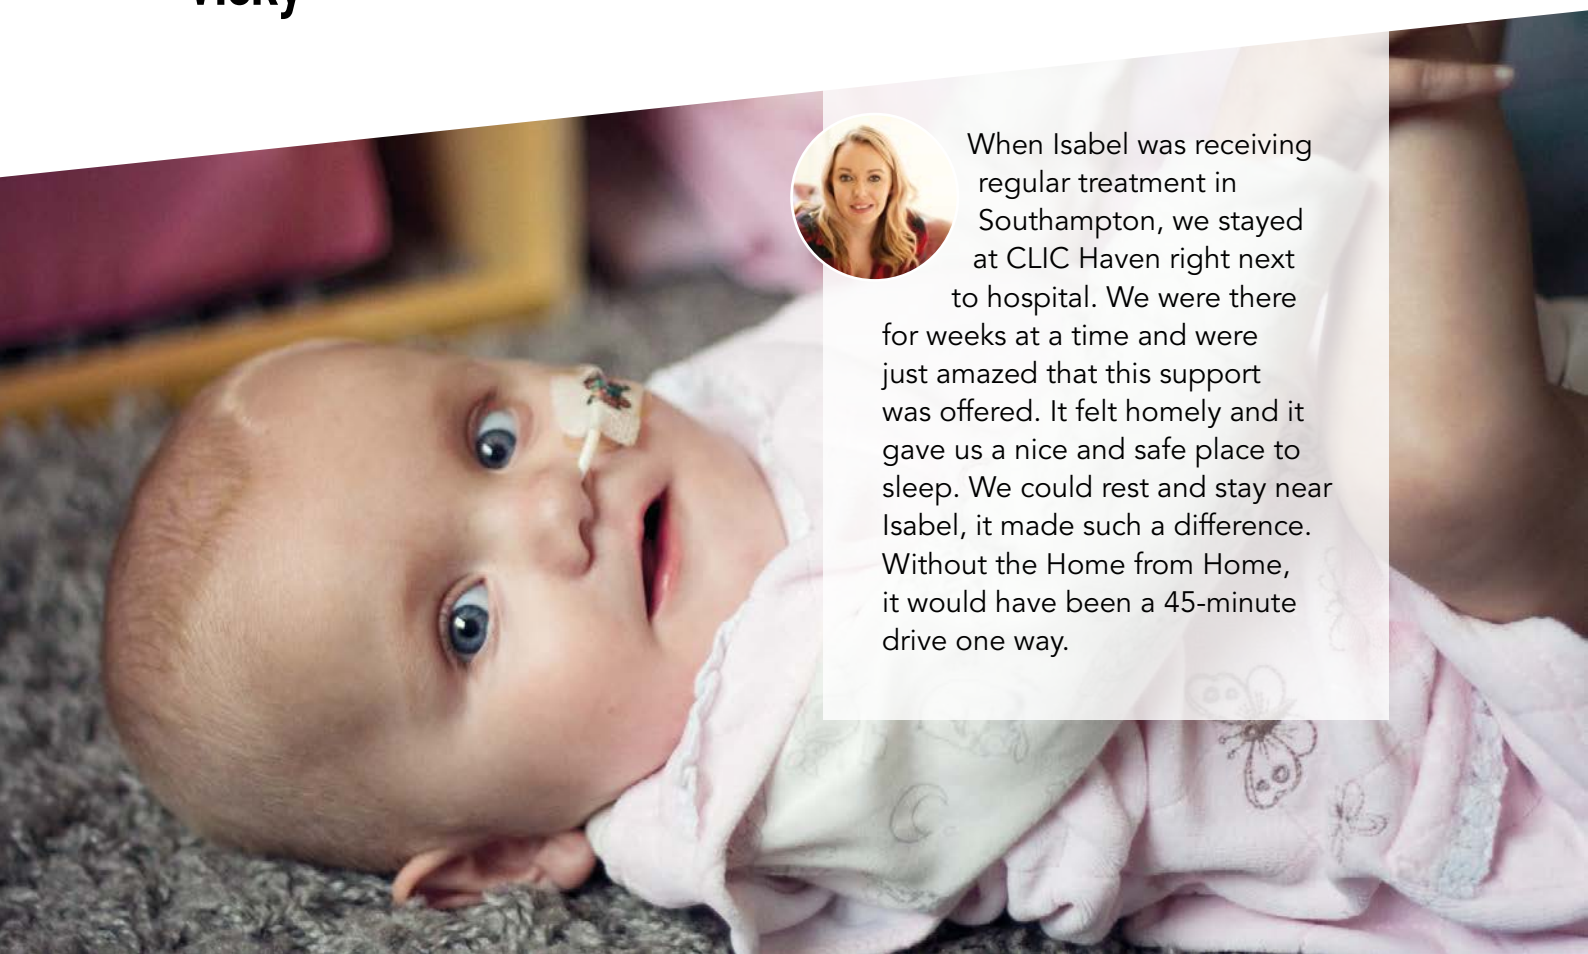 Vicky
When Isabel was receiving
regular treatment in
Southampton, we stayed
at CLIC Haven right next
to hospital. We were there
for weeks at a time and were
just amazed that this support
was offered. It felt homely and it
gave us a nice and safe place to
sleep. We could rest and stay near
Isabel, it made such a difference.
Without the Home from Home,
it would have been a 45-minute
drive one way.